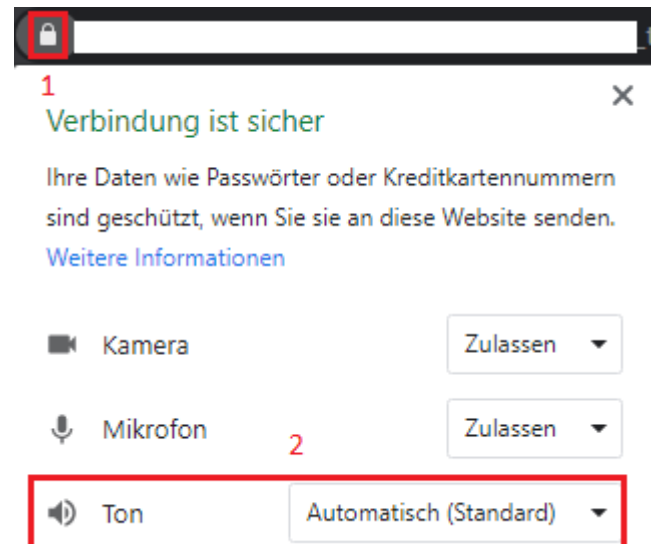 1
Verbindung ist sicher
Ihre Daten wie Passwörter oder Kreditkartennummern
sind geschützt, wenn Sie sie an diese Website senden.
Weitere Informationen
Kamera Zulassen
Mikrofon Zulassen
2
Ton Automatisch (Standard)